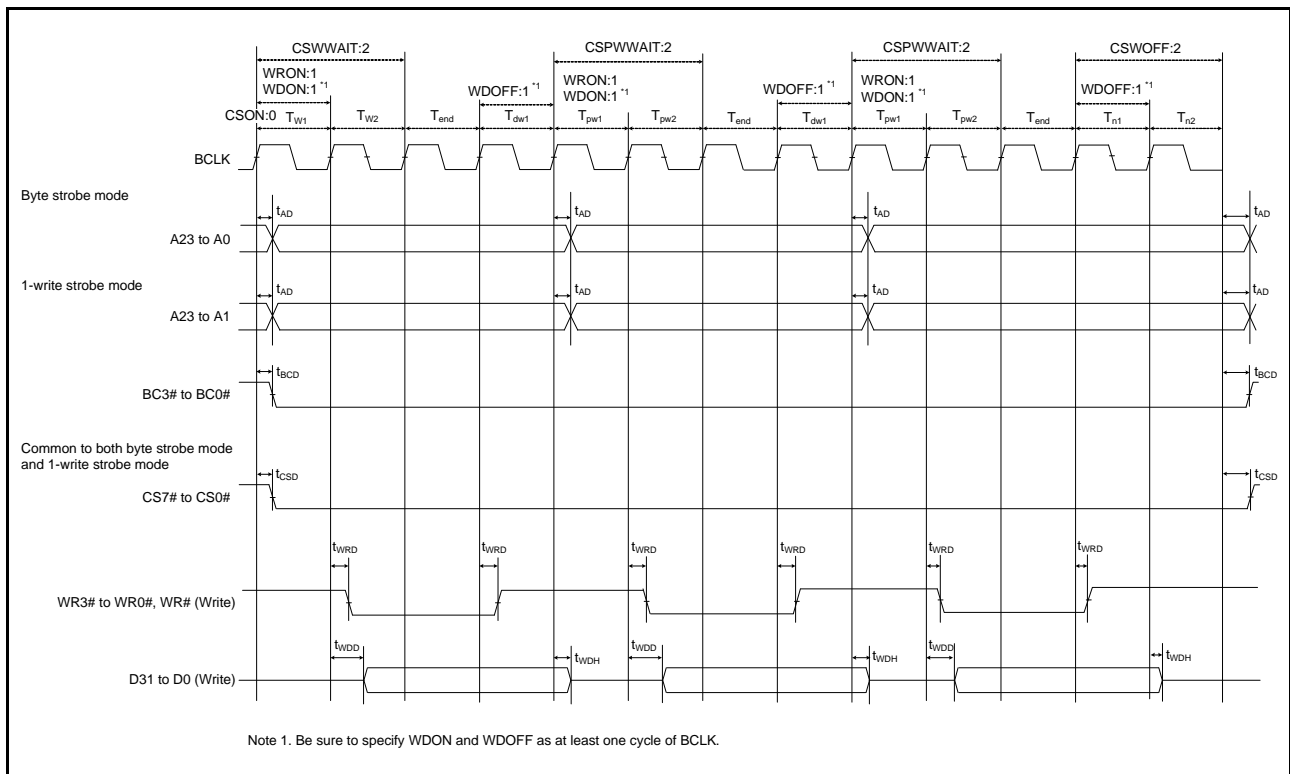 CSWWAIT:2 CSPWWAIT:2 CSPWWAIT:2 CSWOFF:2
WRON:1 WRON:1 WRON:1
WDON:1 *1 WDOFF:1 *1 WDON:1 *1 WDOFF:1 *1 WDON:1 *1 WDOFF:1 *1
CSON:0 TW1 TW2 Tend Tdw1 Tpw1 Tpw2 Tend Tdw1 Tpw1 Tpw2 Tend Tn1 Tn2
BCLK
Byte strobe mode
tAD tAD tAD tAD
A23 to A0
1-write strobe mode
tAD tAD tAD tAD
A23 to A1
tBCD tBCD
BC3# to BC0#
Common to both byte strobe mode
and 1-write strobe mode
tCSD tCSD
CS7# to CS0#
tWRD tWRD tWRD tWRD tWRD tWRD
WR3# to WR0#, WR# (Write)
tWDD tWDH tWDD tWDH tWDD tWDH
D31 to D0 (Write)
Note 1. Be sure to specify WDON and WDOFF as at least one cycle of BCLK.